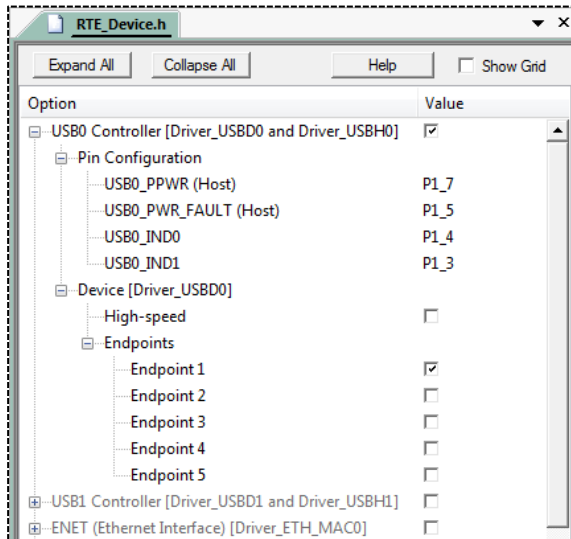 RTE_Device.h
Expand All Collapse All Help Show Grid
Option Value
USB0 Controller [Driver_USBD0 and Driver_USBH0]
Pin Configuration
USB0_PPWR (Host) P1_7
USB0_PWR_FAULT (Host) P1_5
USB0_IND0 P1_4
USB0_IND1 P1_3
Device [Driver_USBD0]
High-speed
Endpoints
Endpoint 1
Endpoint 2
Endpoint 3
Endpoint 4
Endpoint 5
USB1 Controller [Driver_USBD1 and Driver_USBH1]
ENET (Ethernet Interface) [Driver_ETH_MAC0]